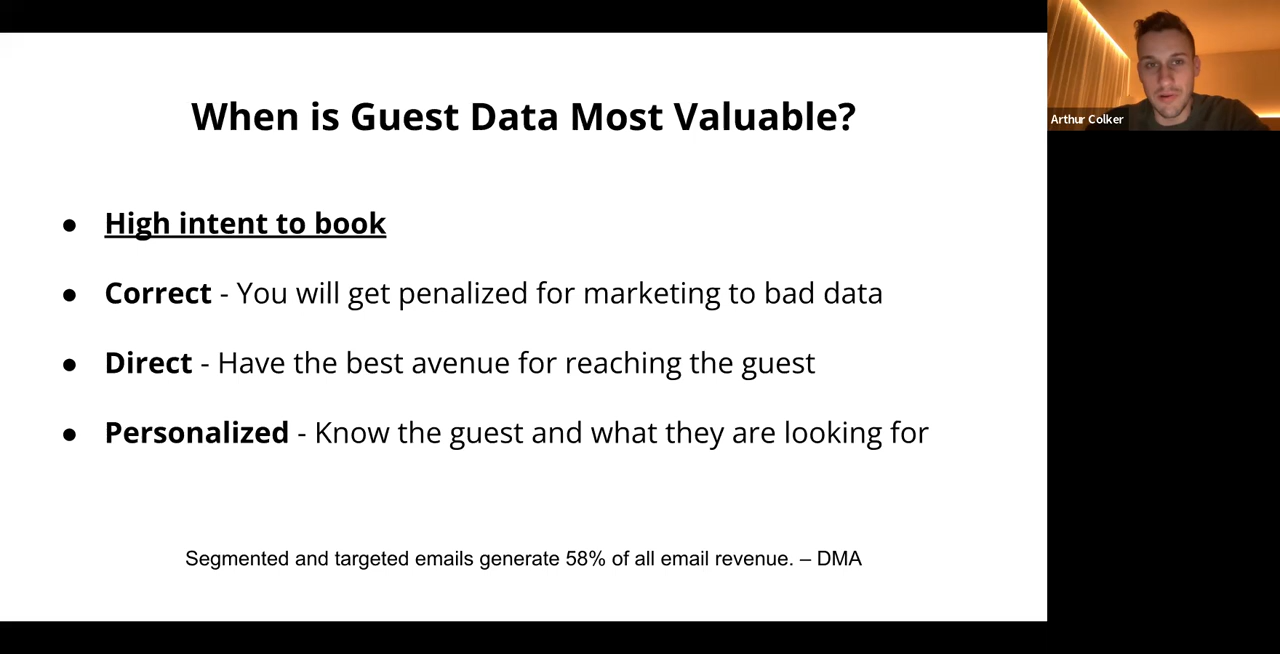 When is Guest Data Most Valuable?
● High intent to book
● Correct - You will get penalized for marketing to bad data
● Direct - Have the best avenue for reaching the guest
● Personalized - Know the guest and what they are looking for
Segmented and targeted emails generate 58% of all email revenue. – DMA
Arthur Colker